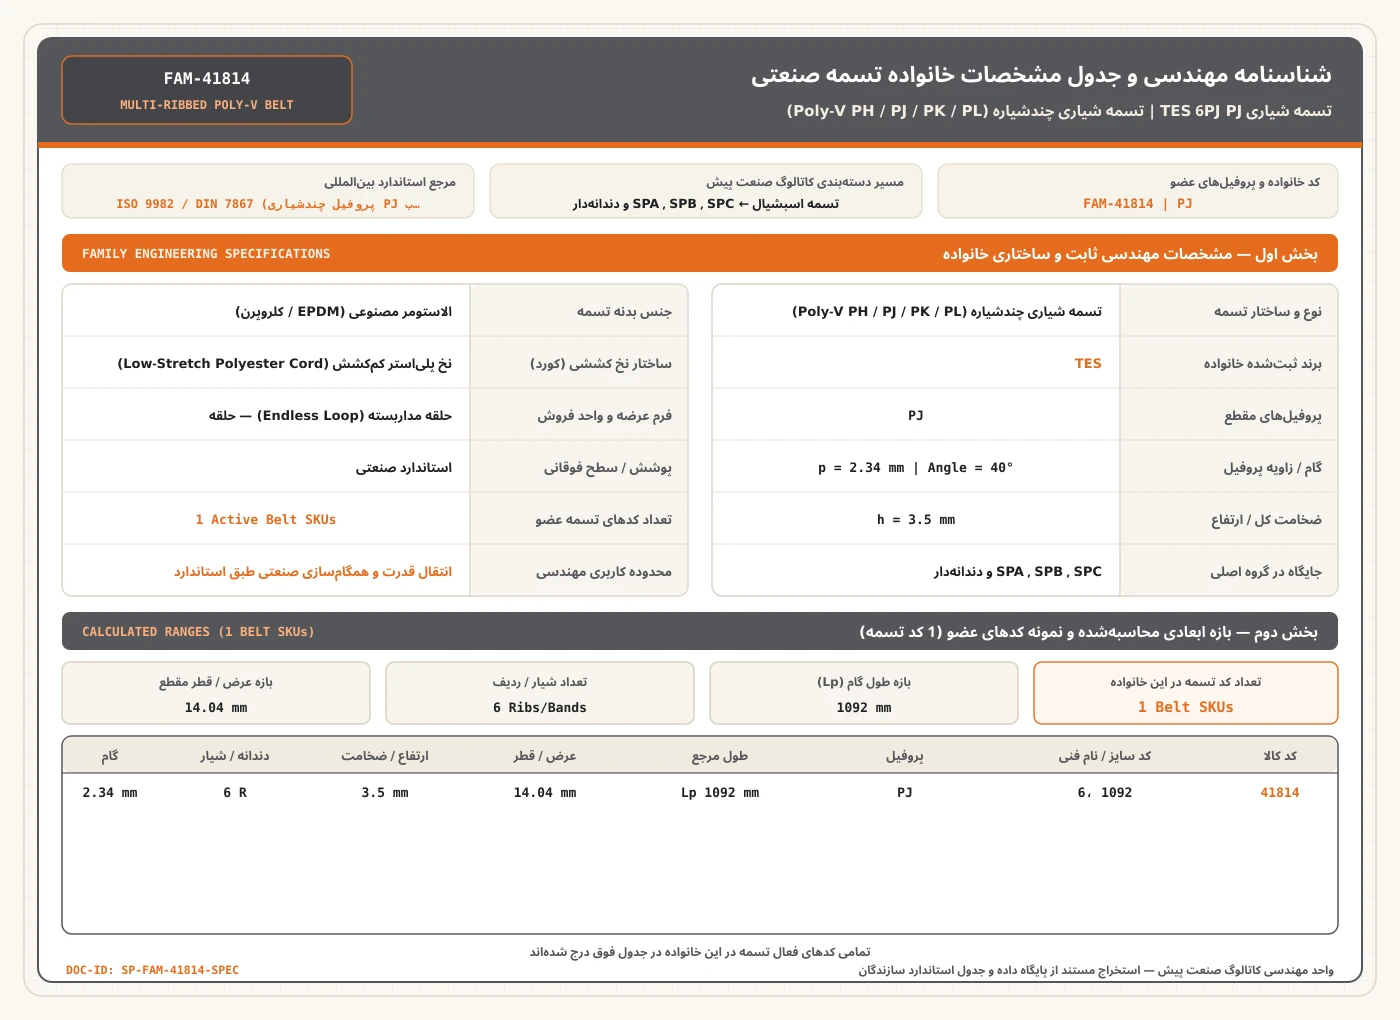 شناسنامه مهندسی و جدول مشخصات خانواده تسمه صنعتی
تسمه شیاری TES 6PJ PJ | تسمه شیاری چندشیاره (Poly-V PH / PJ / PK / PL)
FAM-41814
MULTI-RIBBED POLY-V BELT
کد خانواده و پروفیل‌های عضو
FAM-41814 | PJ
مسیر دسته‌بندی کاتالوگ صنعت پیش
تسمه اسپشیال ← SPA , SPB , SPC و دندانه‌دار
مرجع استاندارد بین‌المللی
ISO 9982 / DIN 7867 (پروفیل چندشیاری PJ ب…
بخش اول — مشخصات مهندسی ثابت و ساختاری خانواده
FAMILY ENGINEERING SPECIFICATIONS
نوع و ساختار تسمه
تسمه شیاری چندشیاره (Poly-V PH / PJ / PK / PL)
برند ثبت‌شده خانواده
TES
پروفیل‌های مقطع
PJ
گام / زاویه پروفیل
p = 2.34 mm | Angle = 40°
ضخامت کل / ارتفاع
h = 3.5 mm
جایگاه در گروه اصلی
SPA , SPB , SPC و دندانه‌دار
جنس بدنه تسمه
الاستومر مصنوعی (EPDM / کلروپرن)
ساختار نخ کششی (کورد)
نخ پلی‌استر کم‌کشش (Low-Stretch Polyester Cord)
فرم عرضه و واحد فروش
حلقه مداربسته (Endless Loop) — حلقه
پوشش / سطح فوقانی
استاندارد صنعتی
تعداد کدهای تسمه عضو
1 Active Belt SKUs
محدوده کاربری مهندسی
انتقال قدرت و همگام‌سازی صنعتی طبق استاندارد
بخش دوم — بازه ابعادی محاسبه‌شده و نمونه کدهای عضو (1 کد تسمه)
CALCULATED RANGES (1 BELT SKUs)
تعداد کد تسمه در این خانواده
1 Belt SKUs
بازه طول گام (Lp)
1092 mm
تعداد شیار / ردیف
6 Ribs/Bands
بازه عرض / قطر مقطع
14.04 mm
کد کالا کد سایز / نام فنی پروفیل طول مرجع عرض / قطر ارتفاع / ضخامت دندانه / شیار گام
41814 6، 1092 PJ Lp 1092 mm 14.04 mm 3.5 mm 6 R 2.34 mm
تمامی کدهای فعال تسمه در این خانواده در جدول فوق درج شده‌اند
واحد مهندسی کاتالوگ صنعت پیش — استخراج مستند از پایگاه داده و جدول استاندارد سازندگان
DOC-ID: SP-FAM-41814-SPEC